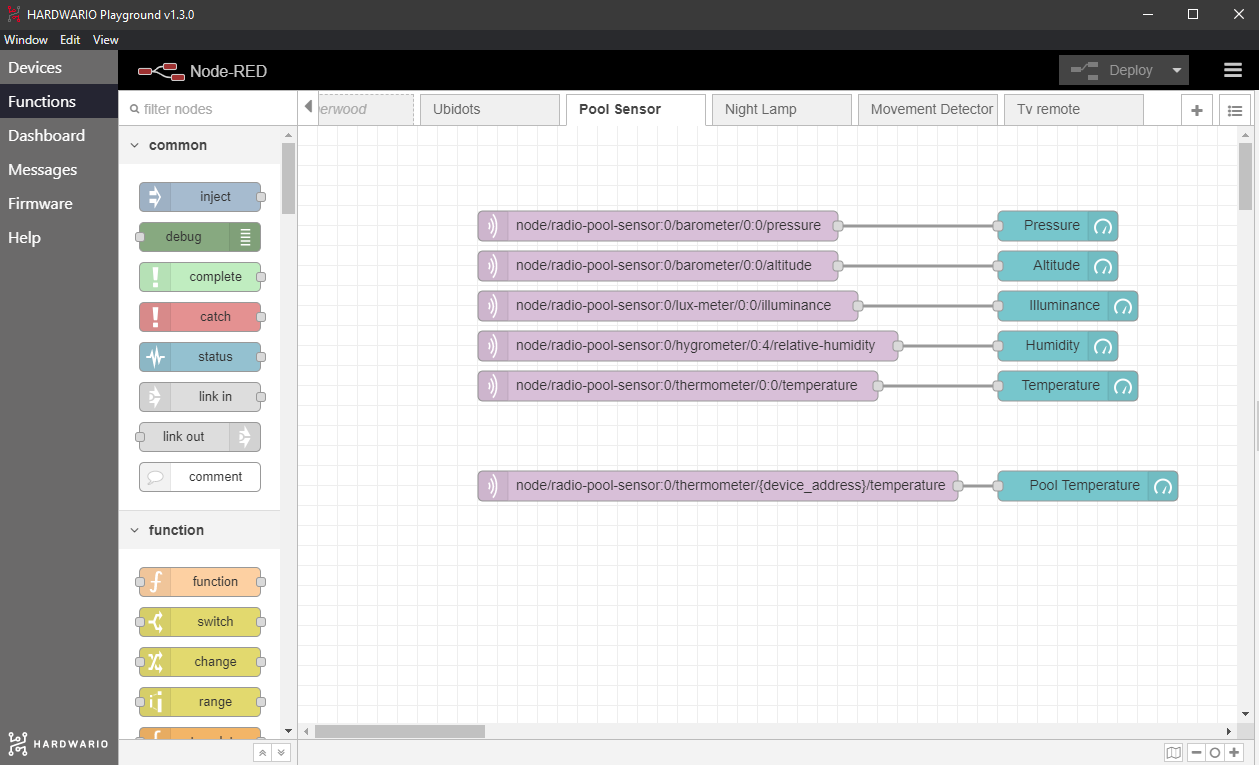 HARDWARIO Playground v1.3.0
Window Edit View
Devices
Functions
Dashboard
Messages
Firmware
Help
HARDWARIO
Node-RED
Deploy
filter nodes
erwood
Ubidots
Pool Sensor
Night Lamp
Movement Detector
Tv remote
common
inject
debug
complete
catch
status
link in
link out
comment
function
function
switch
change
range
node/radio-pool-sensor:0/barometer/0:0/pressure
Pressure
node/radio-pool-sensor:0/barometer/0:0/altitude
Altitude
node/radio-pool-sensor:0/lux-meter/0:0/illuminance
Illuminance
node/radio-pool-sensor:0/hygrometer/0:4/relative-humidity
Humidity
node/radio-pool-sensor:0/thermometer/0:0/temperature
Temperature
node/radio-pool-sensor:0/thermometer/{device_address}/temperature
Pool Temperature